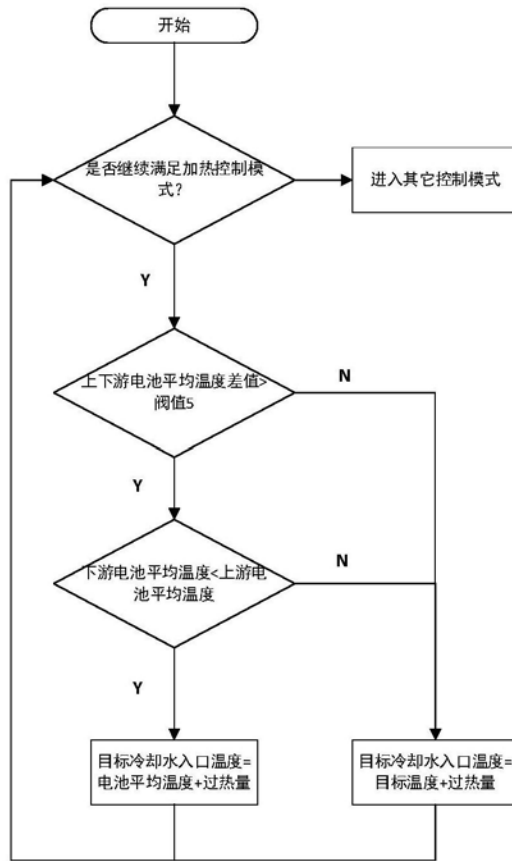 开始
是否继续满足加热控制模
式?
进入其它控制模式
Y
上下游电池平均温度差值>
阀值5
N
Y
下游电池平均温度<上游电
池平均温度
N
Y
目标冷却水入口温度=
电池平均温度+过热量
目标冷却水入口温度=
目标温度+过热量